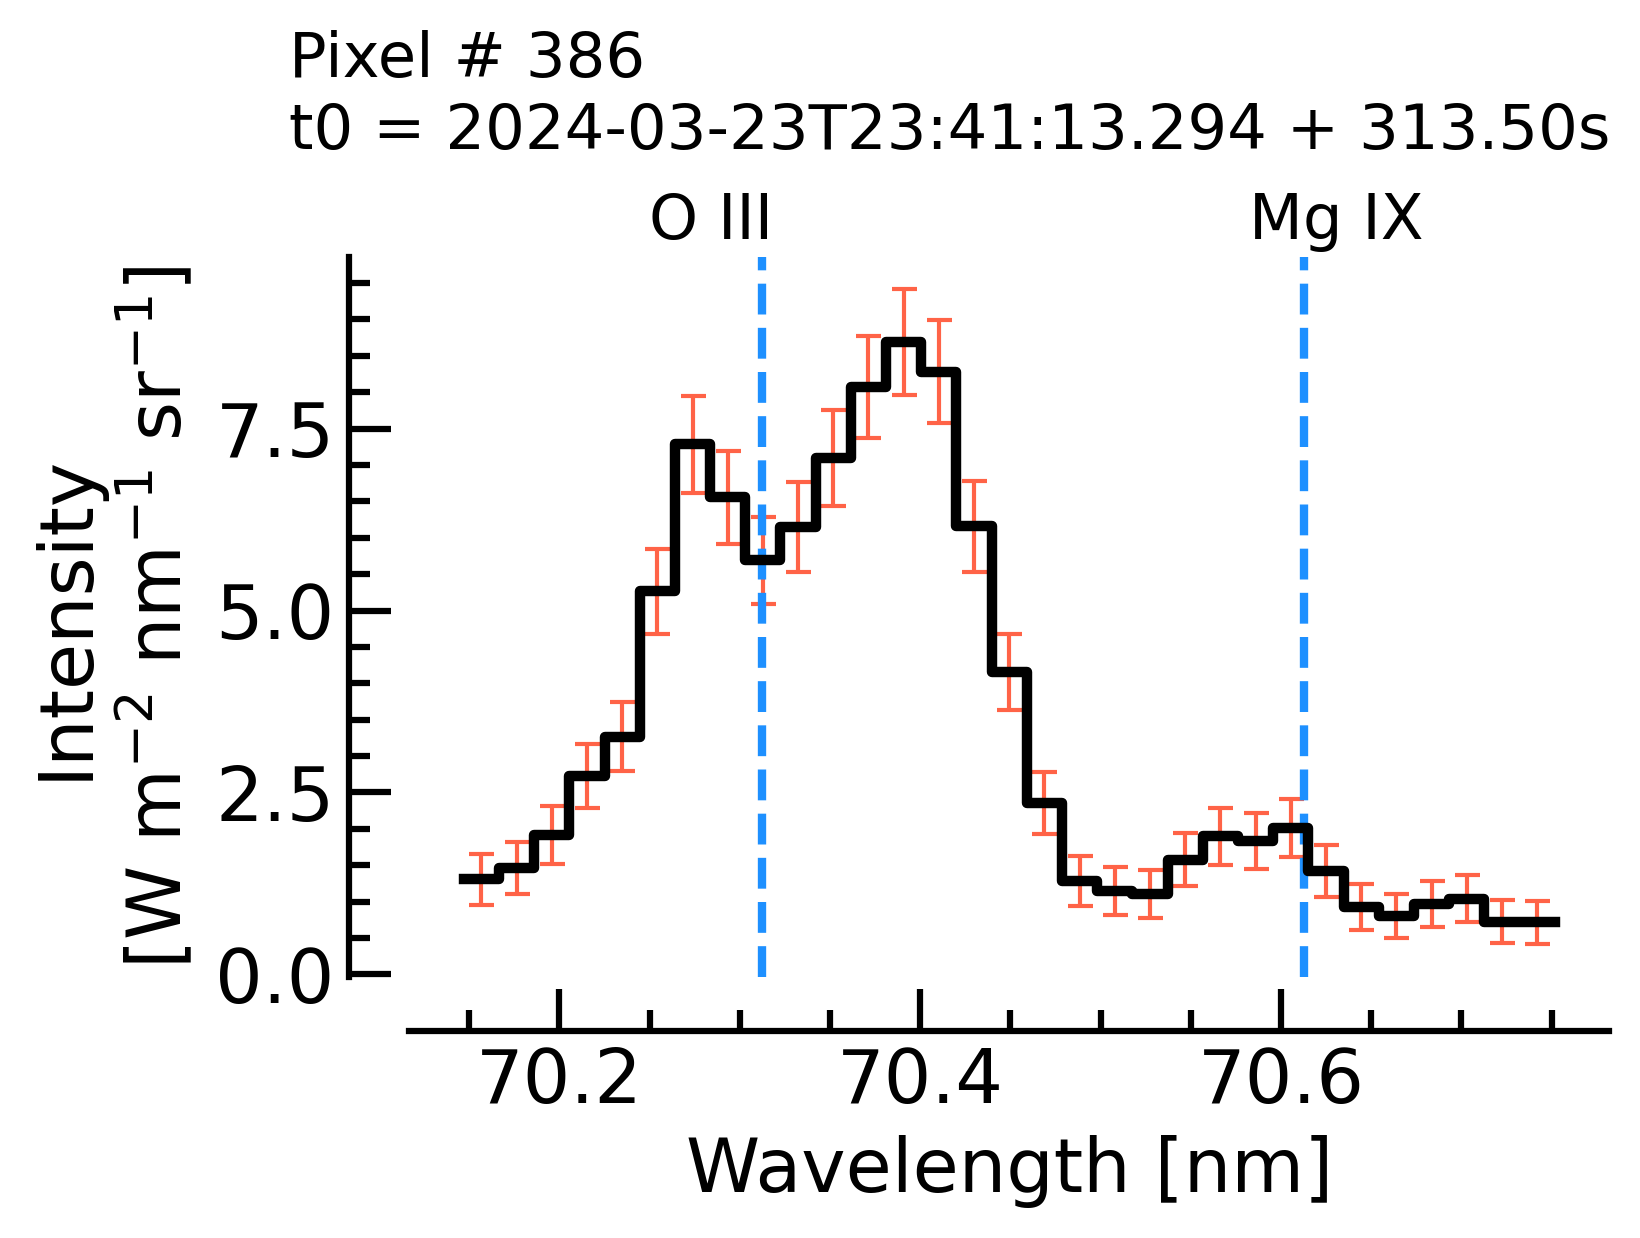 Pixel # 386
t0 = 2024-03-23T23:41:13.294 + 313.50s
O III
Mg IX
Intensity
[W m⁻² nm⁻¹ sr⁻¹]
7.5
5.0
2.5
0.0
70.2
70.4
70.6
Wavelength [nm]